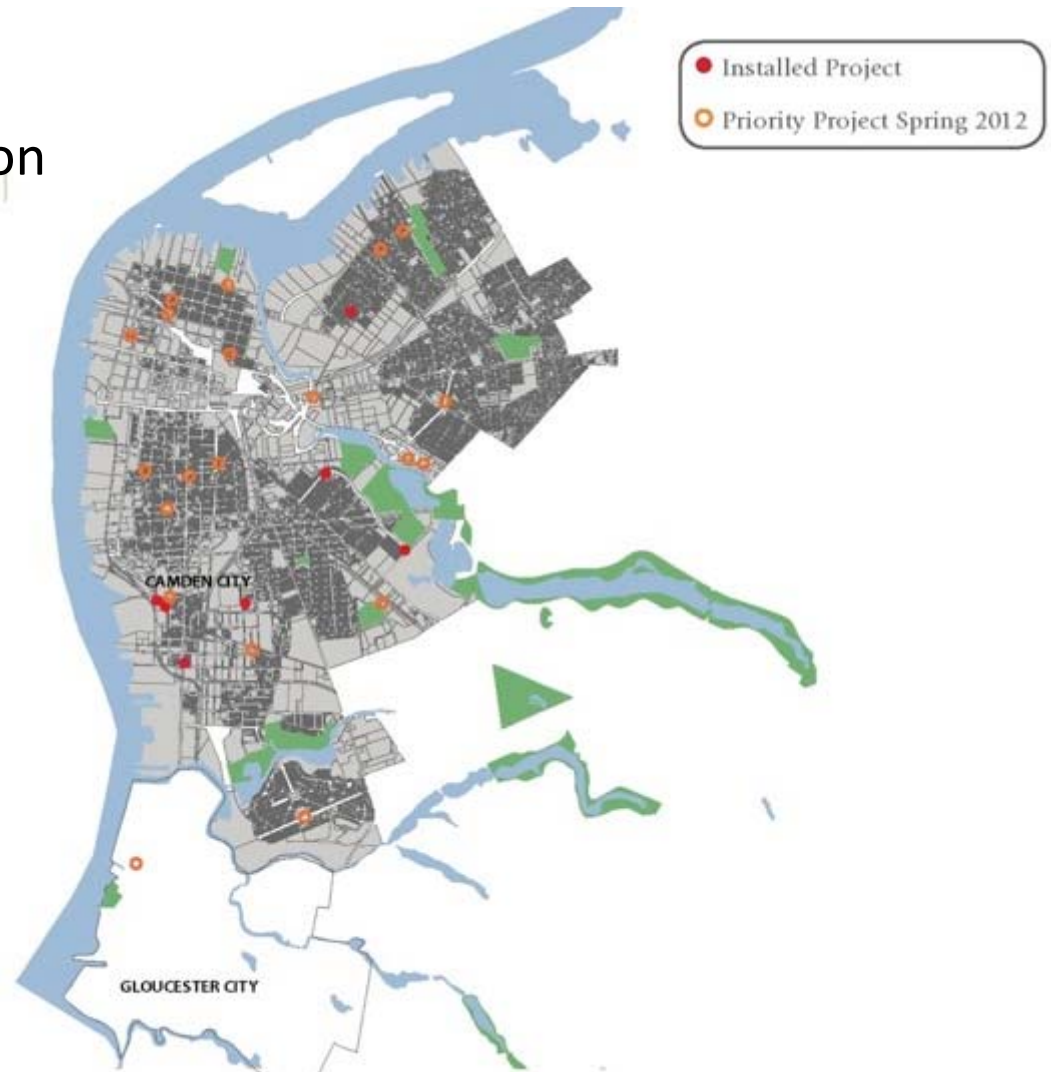 on
Installed Project
Priority Project Spring 2012
CAMDEN CITY
GLOUCESTER CITY